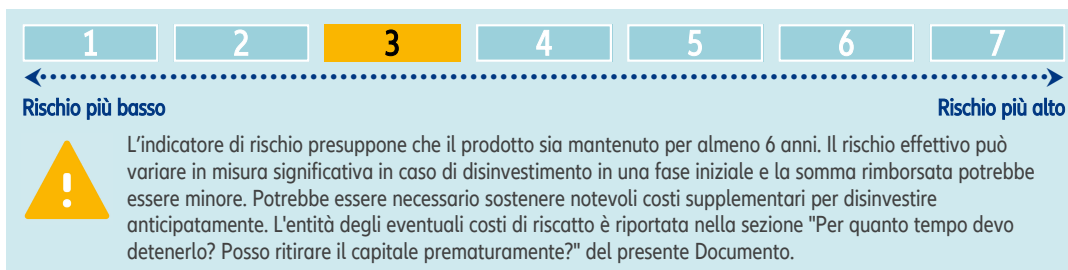 1 2 3 4 5 6 7
Rischio più basso Rischio più alto
L'indicatore di rischio presuppone che il prodotto sia mantenuto per almeno 6 anni. Il rischio effettivo può
variare in misura significativa in caso di disinvestimento in una fase iniziale e la somma rimborsata potrebbe
essere minore. Potrebbe essere necessario sostenere notevoli costi supplementari per disinvestire
anticipatamente. L'entità degli eventuali costi di riscatto è riportata nella sezione "Per quanto tempo devo
detenerlo? Posso ritirare il capitale prematuramente?" del presente Documento.